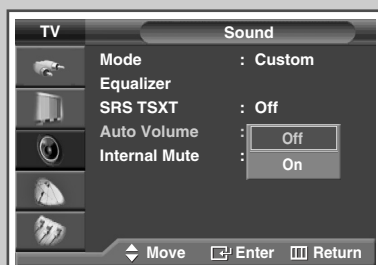 TV Sound
Mode : Custom
Equalizer
SRS TSXT : Off
Auto Volume : Off
Internal Mute : On
Move Enter Return